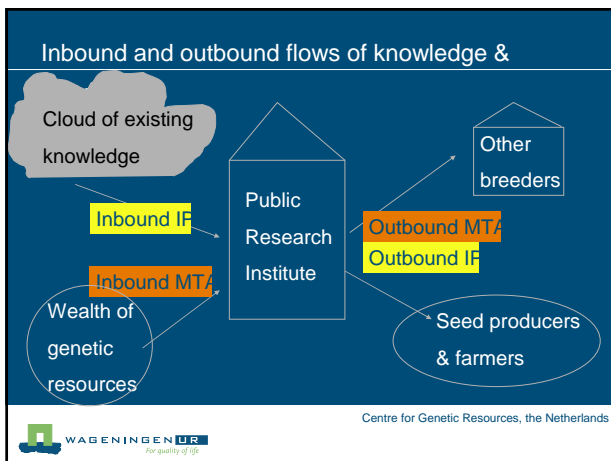 Inbound and outbound flows of knowledge &
Cloud of existing
knowledge
Inbound IP
Inbound MTA
Wealth of
genetic
resources
Public
Research
Institute
Other
breeders
Outbound MTA
Outbound IP
Seed producers
& farmers
Centre for Genetic Resources, the Netherlands
WAGENINGEN UR
For quality of life